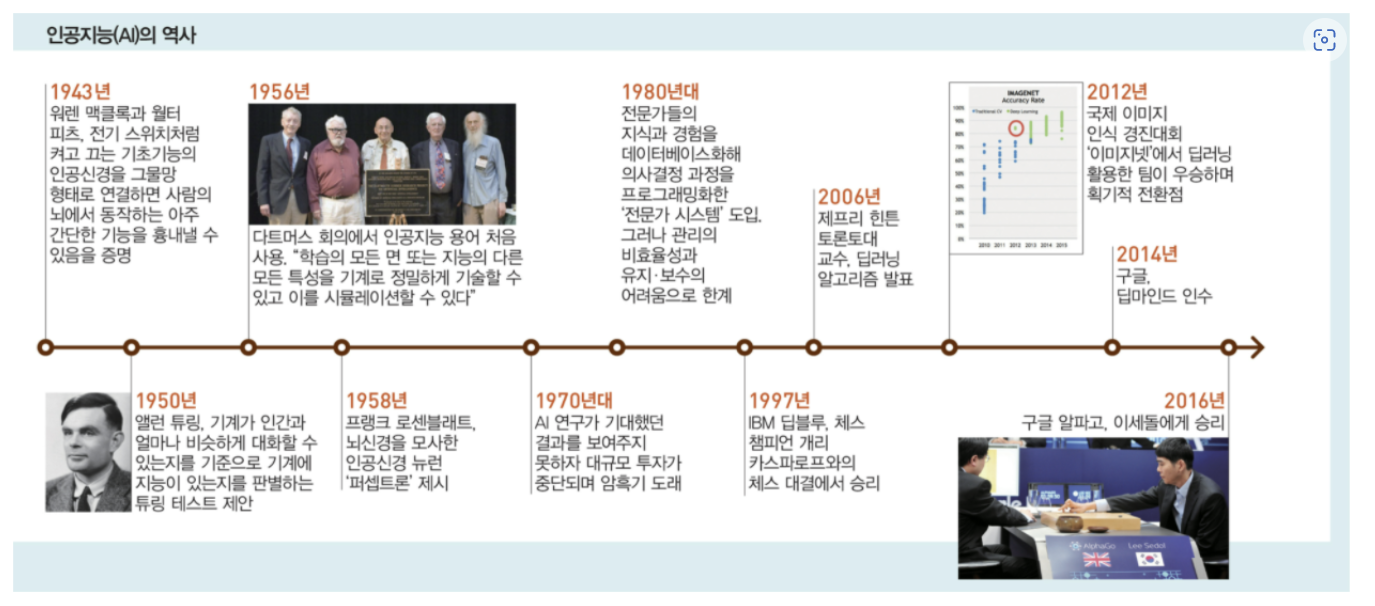 인공지능(AI)의 역사
1943년
워렌 맥클록과 월터
피츠, 전기 스위치처럼
켜고 끄는 기초기능의
인공신경을 그물망
형태로 연결하면 사람의
뇌에서 동작하는 아주
간단한 기능을 흉내낼 수
있음을 증명
1950년
앨런 튜링, 기계가 인간과
얼마나 비슷하게 대화할 수
있는지를 기준으로 기계에
지능이 있는지를 판별하는
튜링 테스트 제안
1956년
다트머스 회의에서 인공지능 용어 처음
사용. “학습의 모든 면 또는 지능의 다른
모든 특성을 기계로 정밀하게 기술할 수
있고 이를 시뮬레이션할 수 있다”
1958년
프랭크 로센블래트,
뇌신경을 모사한
인공신경 뉴런
‘퍼셉트론’ 제시
1970년대
AI 연구가 기대했던
결과를 보여주지
못하자 대규모 투자가
중단되며 암흑기 도래
1980년대
전문가들의
지식과 경험을
데이터베이스화해
의사결정 과정을
프로그래밍화한
‘전문가 시스템’ 도입.
그러나 관리의
비효율성과
유지·보수의
어려움으로 한계
1997년
IBM 딥블루, 체스
챔피언 개리
카스파로프와의
체스 대결에서 승리
2006년
제프리 힌튼
토론토대
교수, 딥러닝
알고리즘 발표
IMAGENET
Accuracy Rate
Traditional CV Deep Learning
100%
90%
80%
70%
60%
50%
40%
30%
20%
10%
0%
2010 2011 2012 2013 2014 2015
2012년
국제 이미지
인식 경진대회
‘이미지넷’에서 딥러닝
활용한 팀이 우승하며
획기적 전환점
2014년
구글,
딥마인드 인수
2016년
구글 알파고, 이세돌에게 승리
AlphaGo Lee Sedol